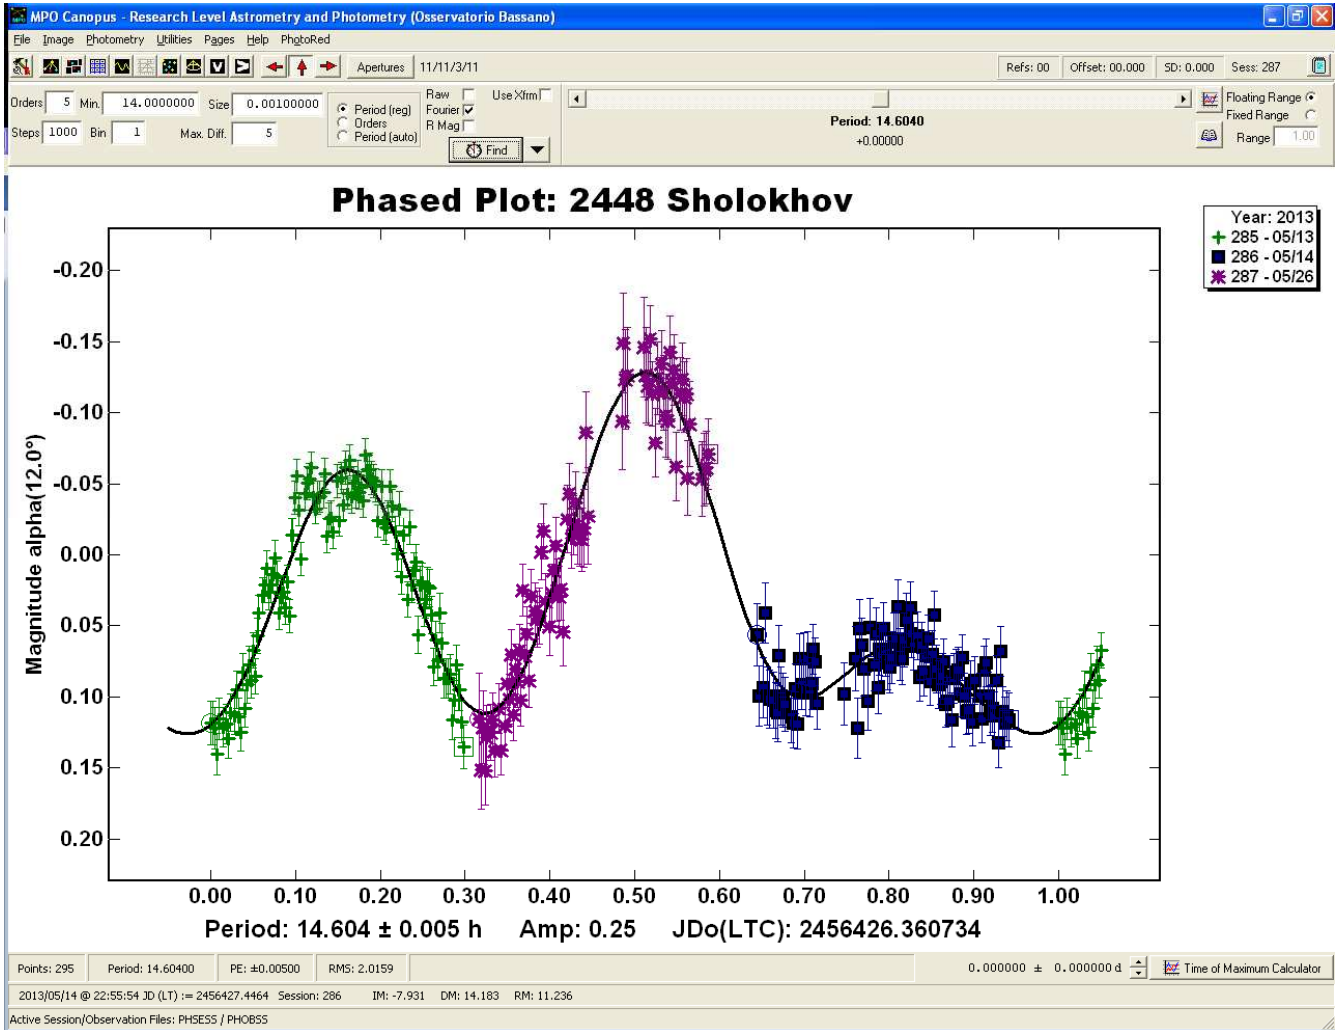 MPO Canopus - Research Level Astrometry and Photometry (Osservatorio Bassano)
File Image Photometry Utilities Pages Help PhotoRed
Apertures 11/11/3/11 Refs: 00 Offset: 00.000 SD: 0.000 Sess: 287
Orders 5 Min. 14.0000000 Size 0.00100000
Steps 1000 Bin 1 Max. Diff. 5
Period (reg)
Orders
Period (auto)
Raw UseXfrm
Fourier
R Mag
Find
Period: 14.6040
+0.00000
Floating Range
Fixed Range
Range 1.00
Phased Plot: 2448 Sholokhov
Year: 2013
285 - 05/13
286 - 05/14
287 - 05/26
Magnitude alpha(12.0°)
-0.20
-0.15
-0.10
-0.05
0.00
0.05
0.10
0.15
0.20
0.00 0.10 0.20 0.30 0.40 0.50 0.60 0.70 0.80 0.90 1.00
Period: 14.604 ± 0.005 h Amp: 0.25 JDo(LTC): 2456426.360734
Points: 295 Period: 14.60400 PE: ±0.00500 RMS: 2.0159 0.000000 ± 0.000000 d Time of Maximum Calculator
2013/05/14 @ 22:55:54 JD (LT) := 2456427.4464 Session: 286 IM: -7.931 DM: 14.183 RM: 11.236
Active Session/Observation Files: PHSESS / PHOBSS